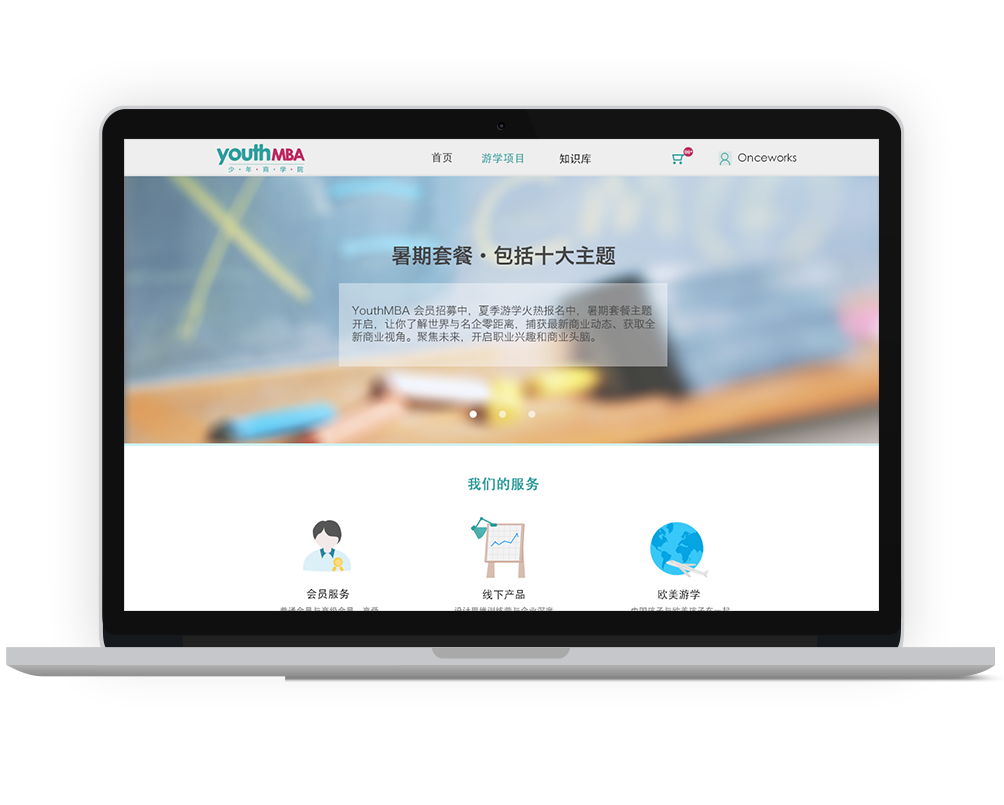 youthMBA
少·年·商·学·院
首页 游学项目 知识库 Onceworks
暑期套餐·包括十大主题
YouthMBA 会员招募中，夏季游学火热报名中，暑期套餐主题
开启，让你了解世界与名企零距离，捕获最新商业动态、获取全
新商业视角。聚焦未来，开启职业兴趣和商业头脑。
我们的服务
会员服务 线下产品 欧美游学